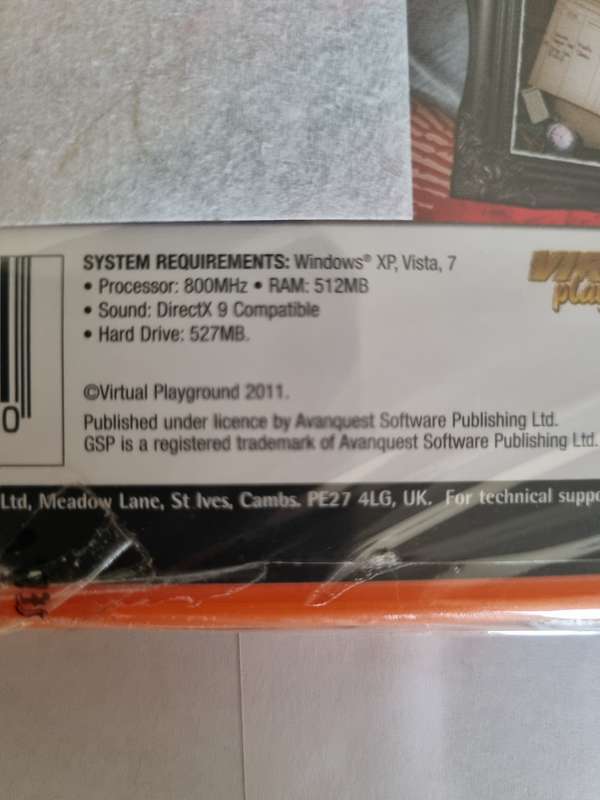 SYSTEM REQUIREMENTS: Windows® XP, Vista, 7
• Processor: 800MHz • RAM: 512MB
• Sound: DirectX 9 Compatible
• Hard Drive: 527MB.
©Virtual Playground 2011.
Published under licence by Avanquest Software Publishing Ltd.
GSP is a registered trademark of Avanquest Software Publishing Ltd.
0
Ltd, Meadow Lane, St Ives, Cambs. PE27 4LG, UK. For technical